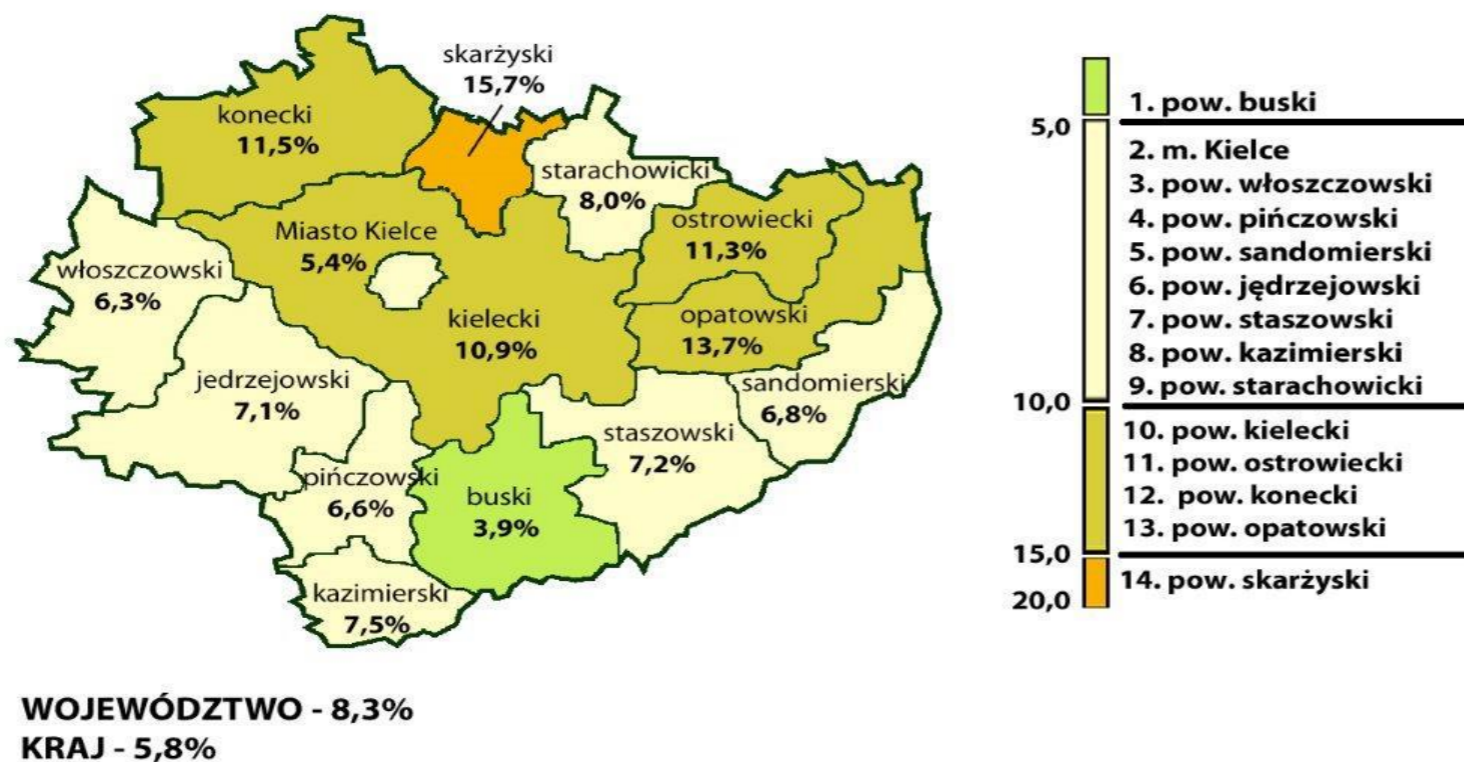 skarżyski
15,7%
konecki
11,5%
starachowicki
8,0%
ostrowiecki
11,3%
Miasto Kielce
5,4%
włoszczowski
6,3%
kielecki
10,9%
opatowski
13,7%
jedrzejowski
7,1%
sandomierski
6,8%
staszowski
7,2%
pińczowski
6,6%
buski
3,9%
kazimierski
7,5%
1. pow. buski
5,0
2. m. Kielce
3. pow. włoszczowski
4. pow. pińczowski
5. pow. sandomierski
6. pow. jędrzejowski
7. pow. staszowski
8. pow. kazimierski
9. pow. starachowicki
10,0
10. pow. kielecki
11. pow. ostrowiecki
12. pow. konecki
13. pow. opatowski
15,0
14. pow. skarżyski
20,0
WOJEWÓDZTWO - 8,3%
KRAJ - 5,8%